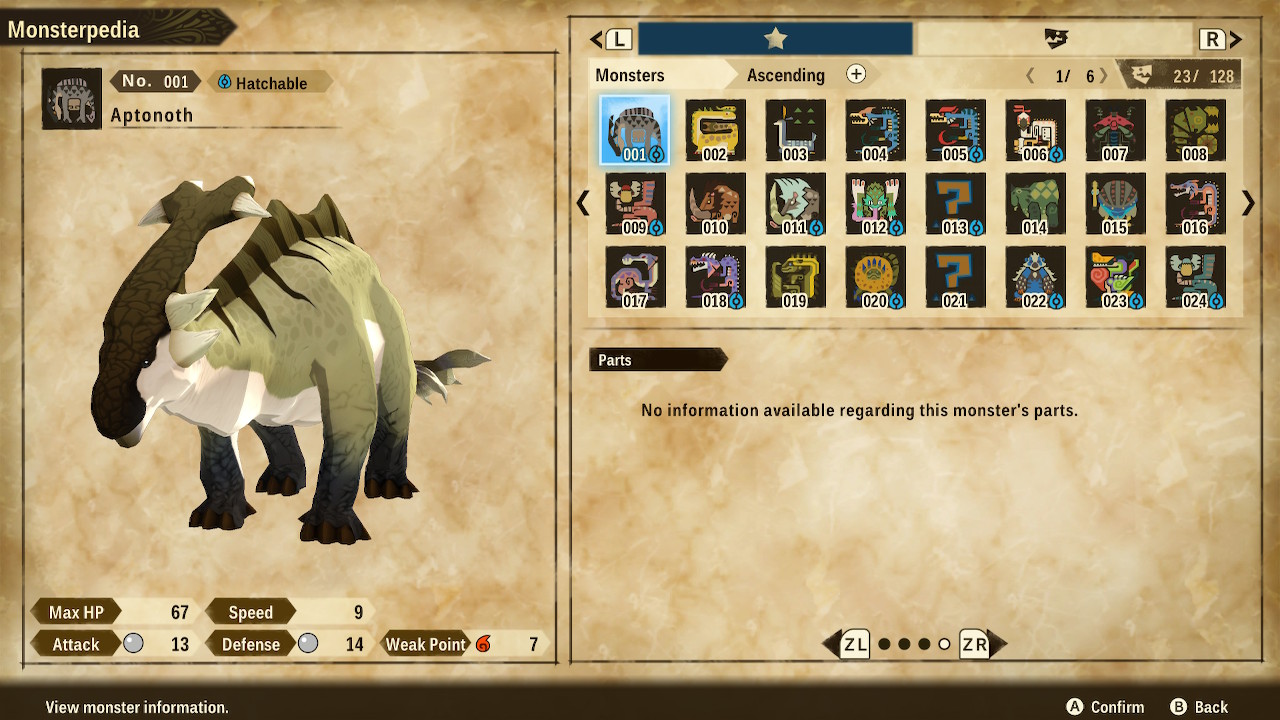 Monsterpedia
No. 001
Hatchable
Aptonoth
Max HP 67
Speed 9
Attack 13
Defense 14
Weak Point 7
L
R
Monsters
Ascending
1/ 6
23/ 128
001 002 003 004 005 006 007 008
009 010 011 012 013 014 015 016
017 018 019 020 021 022 023 024
Parts
No information available regarding this monster's parts.
ZL ZR
View monster information.
A Confirm B Back